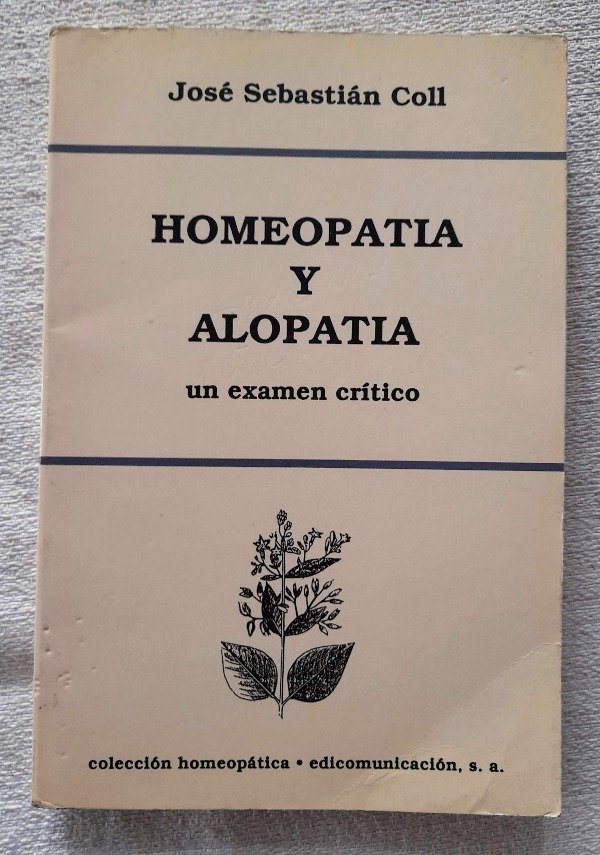 José Sebastián Coll
HOMEOPATIA
Y
ALOPATIA
un examen crítico
colección homeopática • edicomunicación, s. a.